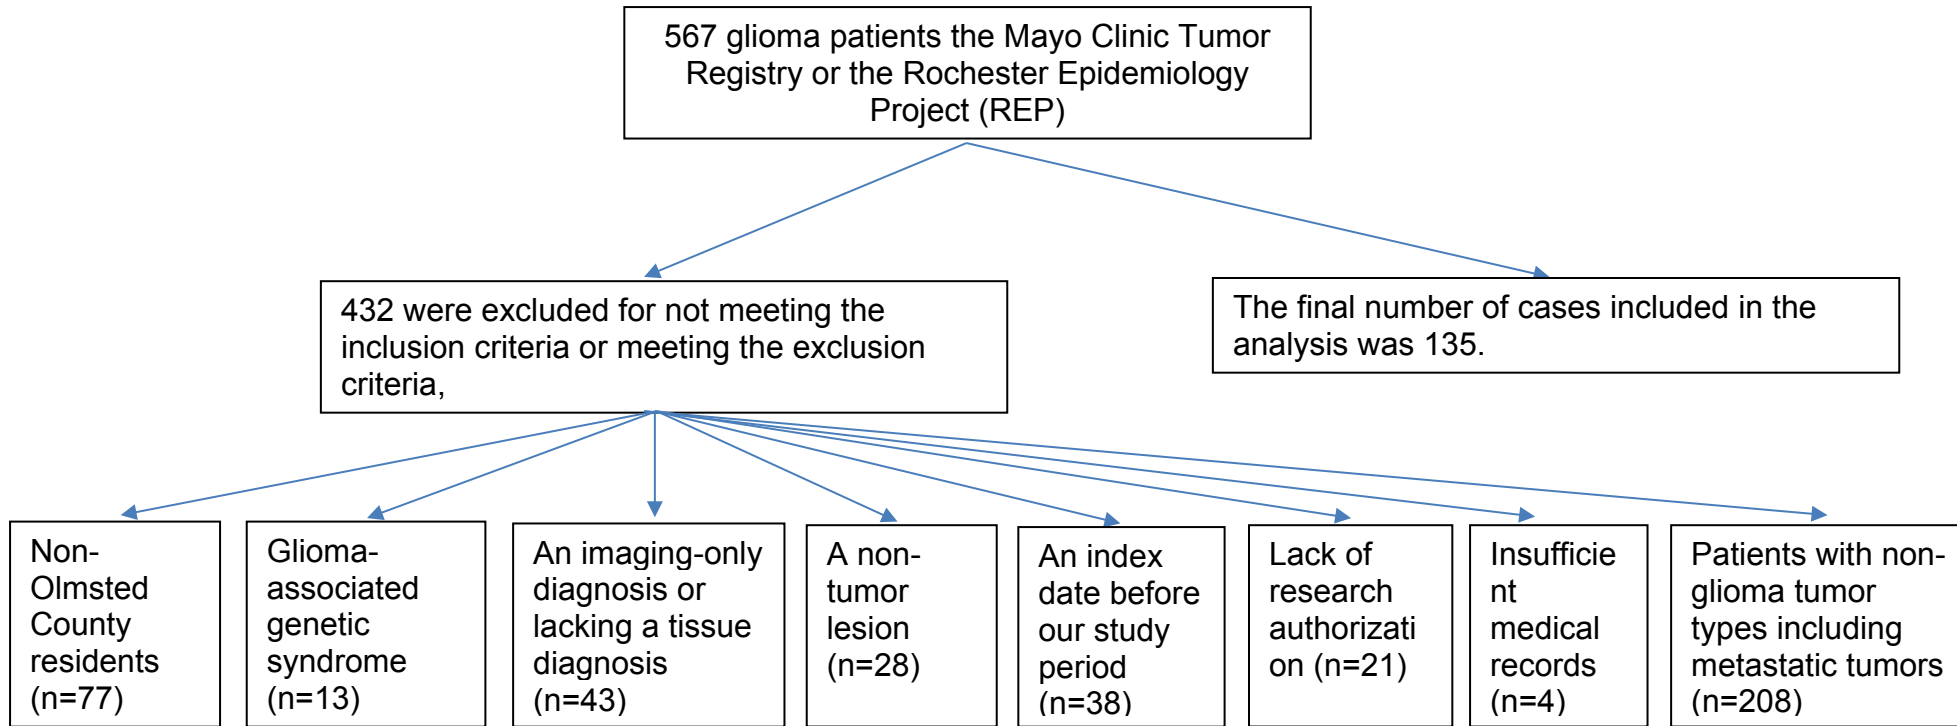 567 glioma patients the Mayo Clinic Tumor
Registry or the Rochester Epidemiology
Project (REP)
432 were excluded for not meeting the
inclusion criteria or meeting the exclusion
criteria,
The final number of cases included in the
analysis was 135.
Non-
Olmsted
County
residents
(n=77)
Glioma-
associated
genetic
syndrome
(n=13)
An imaging-only
diagnosis or
lacking a tissue
diagnosis
(n=43)
A non-
tumor
lesion
(n=28)
An index
date before
our study
period
(n=38)
Lack of
research
authorizati
on (n=21)
Insufficie
nt
medical
records
(n=4)
Patients with non-
glioma tumor
types including
metastatic tumors
(n=208)